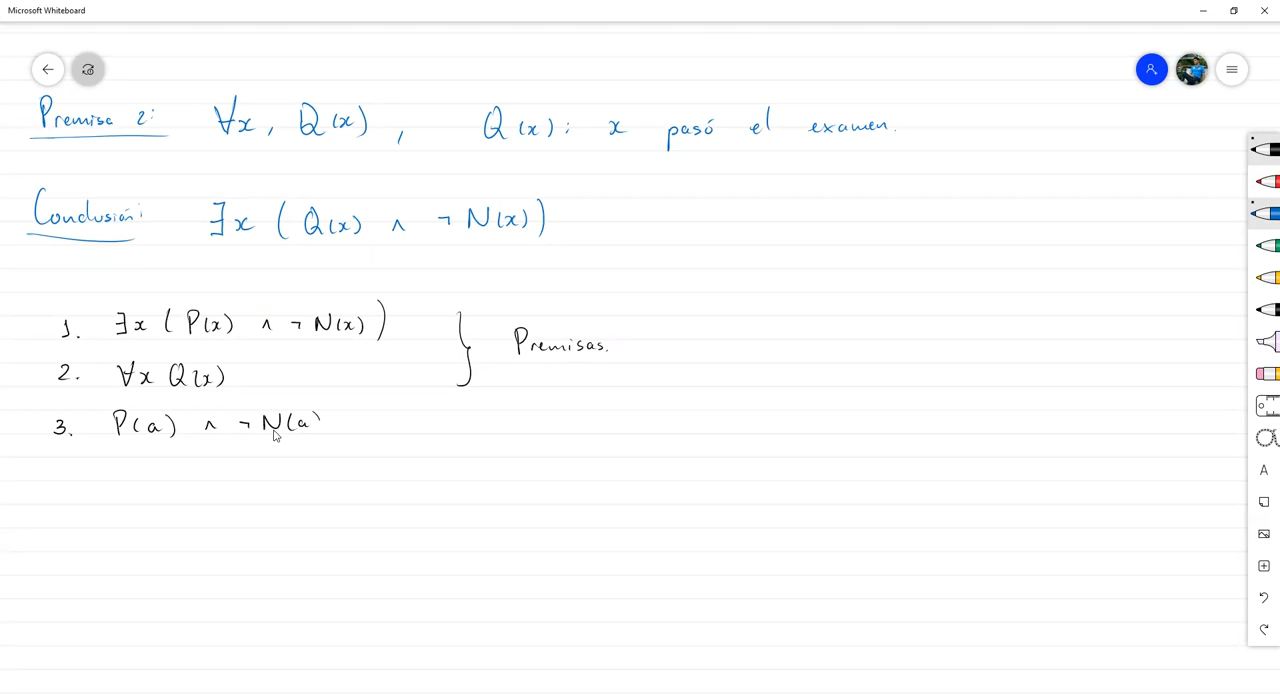 Microsoft Whiteboard
Premisa 2: ∀x, Q(x), Q(x): x pasó el examen.
Conclusión: ∃x (Q(x) ∧ ¬N(x))
1. ∃x (P(x) ∧ ¬N(x))
2. ∀x Q(x)
} Premisas.
3. P(a) ∧ ¬N(a)
A